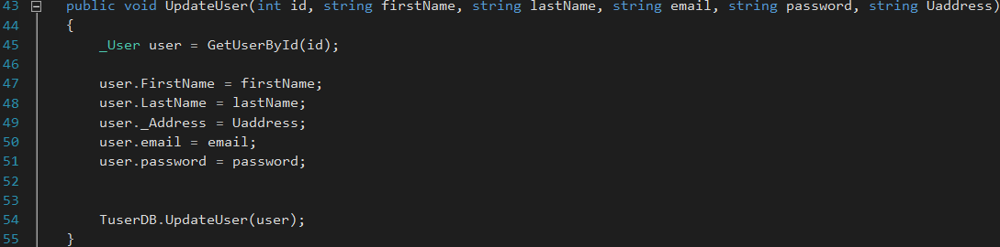 43 public void UpdateUser(int id, string firstName, string lastName, string email, string password, string Uaddress)
44 {
45 _User user = GetUserById(id);
46
47 user.FirstName = firstName;
48 user.LastName = lastName;
49 user._Address = Uaddress;
50 user.email = email;
51 user.password = password;
52
53
54 TuserDB.UpdateUser(user);
55 }